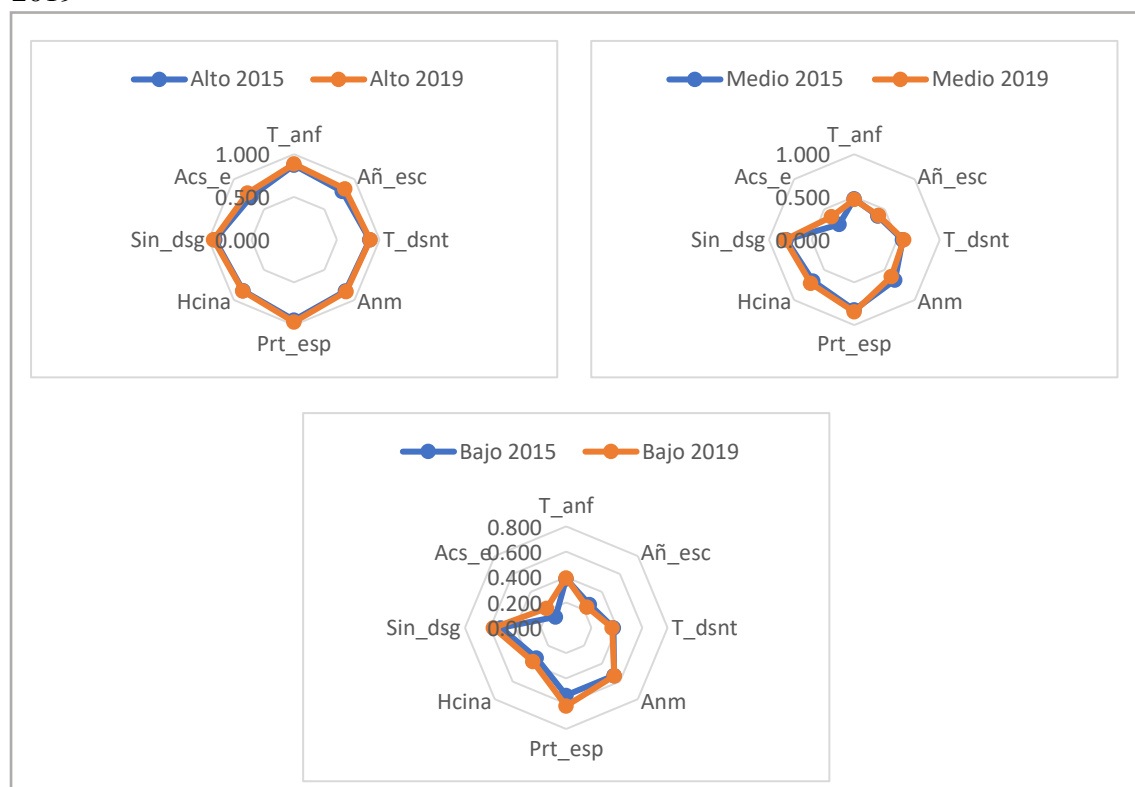 2019
Alto 2015 Alto 2019
T_anf
1.000
Acs_e Añ_esc
0.500
Sin_dsg 0.000 T_dsnt
Hcina Anm
Prt_esp
Medio 2015 Medio 2019
T_anf
1.000
Acs_e Añ_esc
0.500
Sin_dsg 0.000 T_dsnt
Hcina Anm
Prt_esp
Bajo 2015 Bajo 2019
T_anf
0.800
Acs_e 0.600 Añ_esc
0.400
0.200
Sin_dsg 0.000 T_dsnt
Hcina Anm
Prt_esp